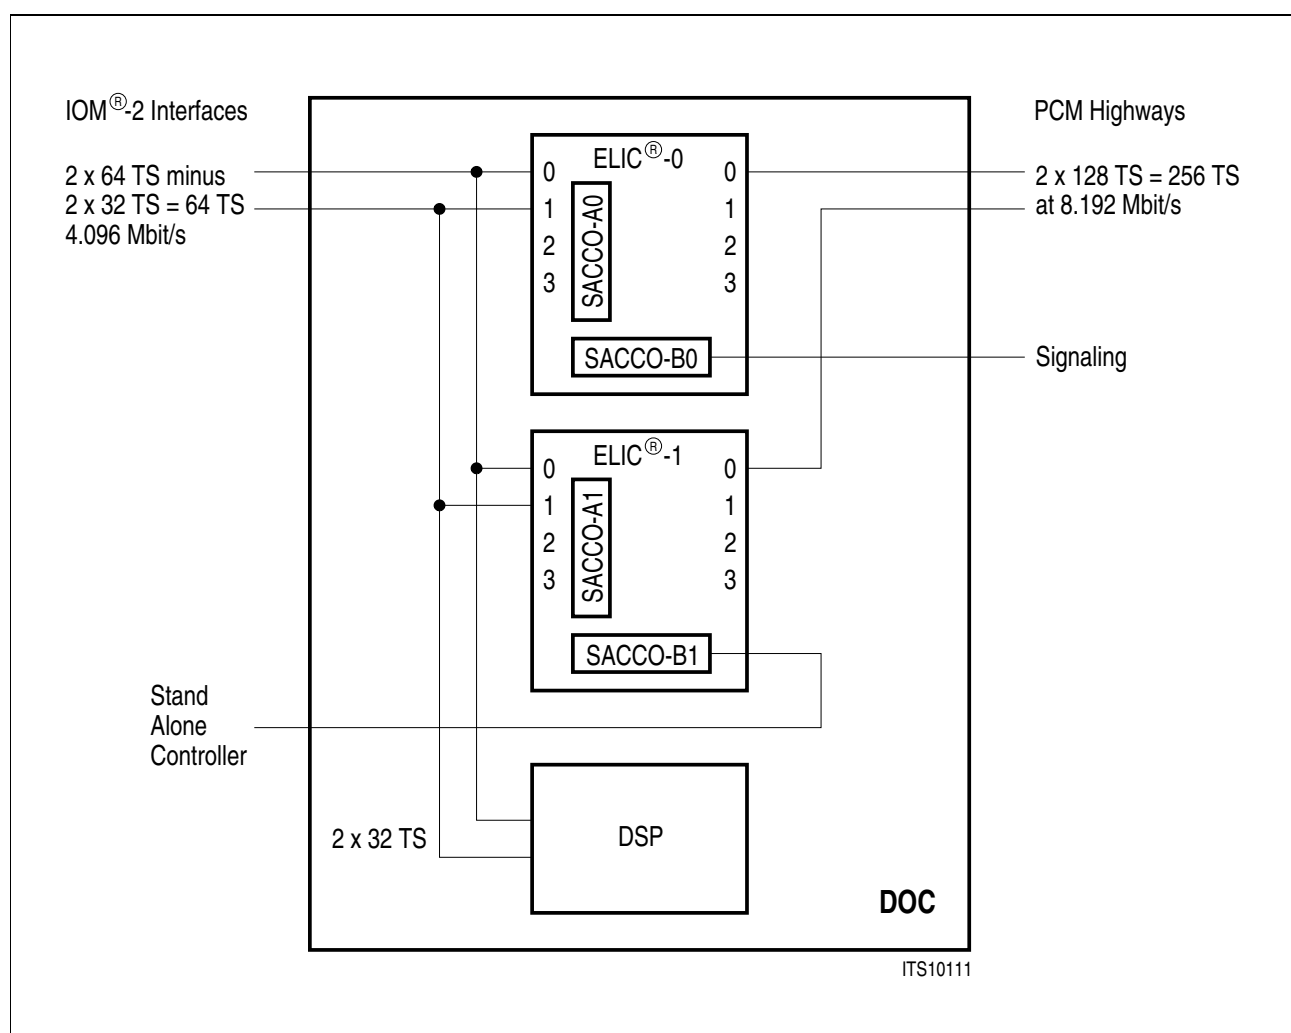 IOM®-2 Interfaces
PCM Highways
2 x 64 TS minus
2 x 32 TS = 64 TS
4.096 Mbit/s
2 x 128 TS = 256 TS
at 8.192 Mbit/s
ELIC®-0
0
1
2
3
SACCO-A0
0
1
2
3
SACCO-B0
Signaling
ELIC®-1
0
1
2
3
SACCO-A1
0
1
2
3
SACCO-B1
Stand
Alone
Controller
2 x 32 TS
DSP
DOC
ITS10111